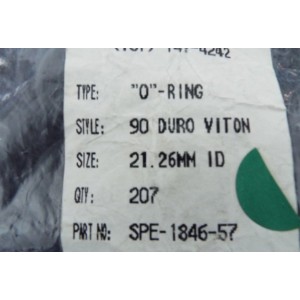 TYPE: "O"-RING
STYLE: 90 DURO VITON
SIZE: 21.26MM ID
QTY: 207
PART NO: SPE-1846-57